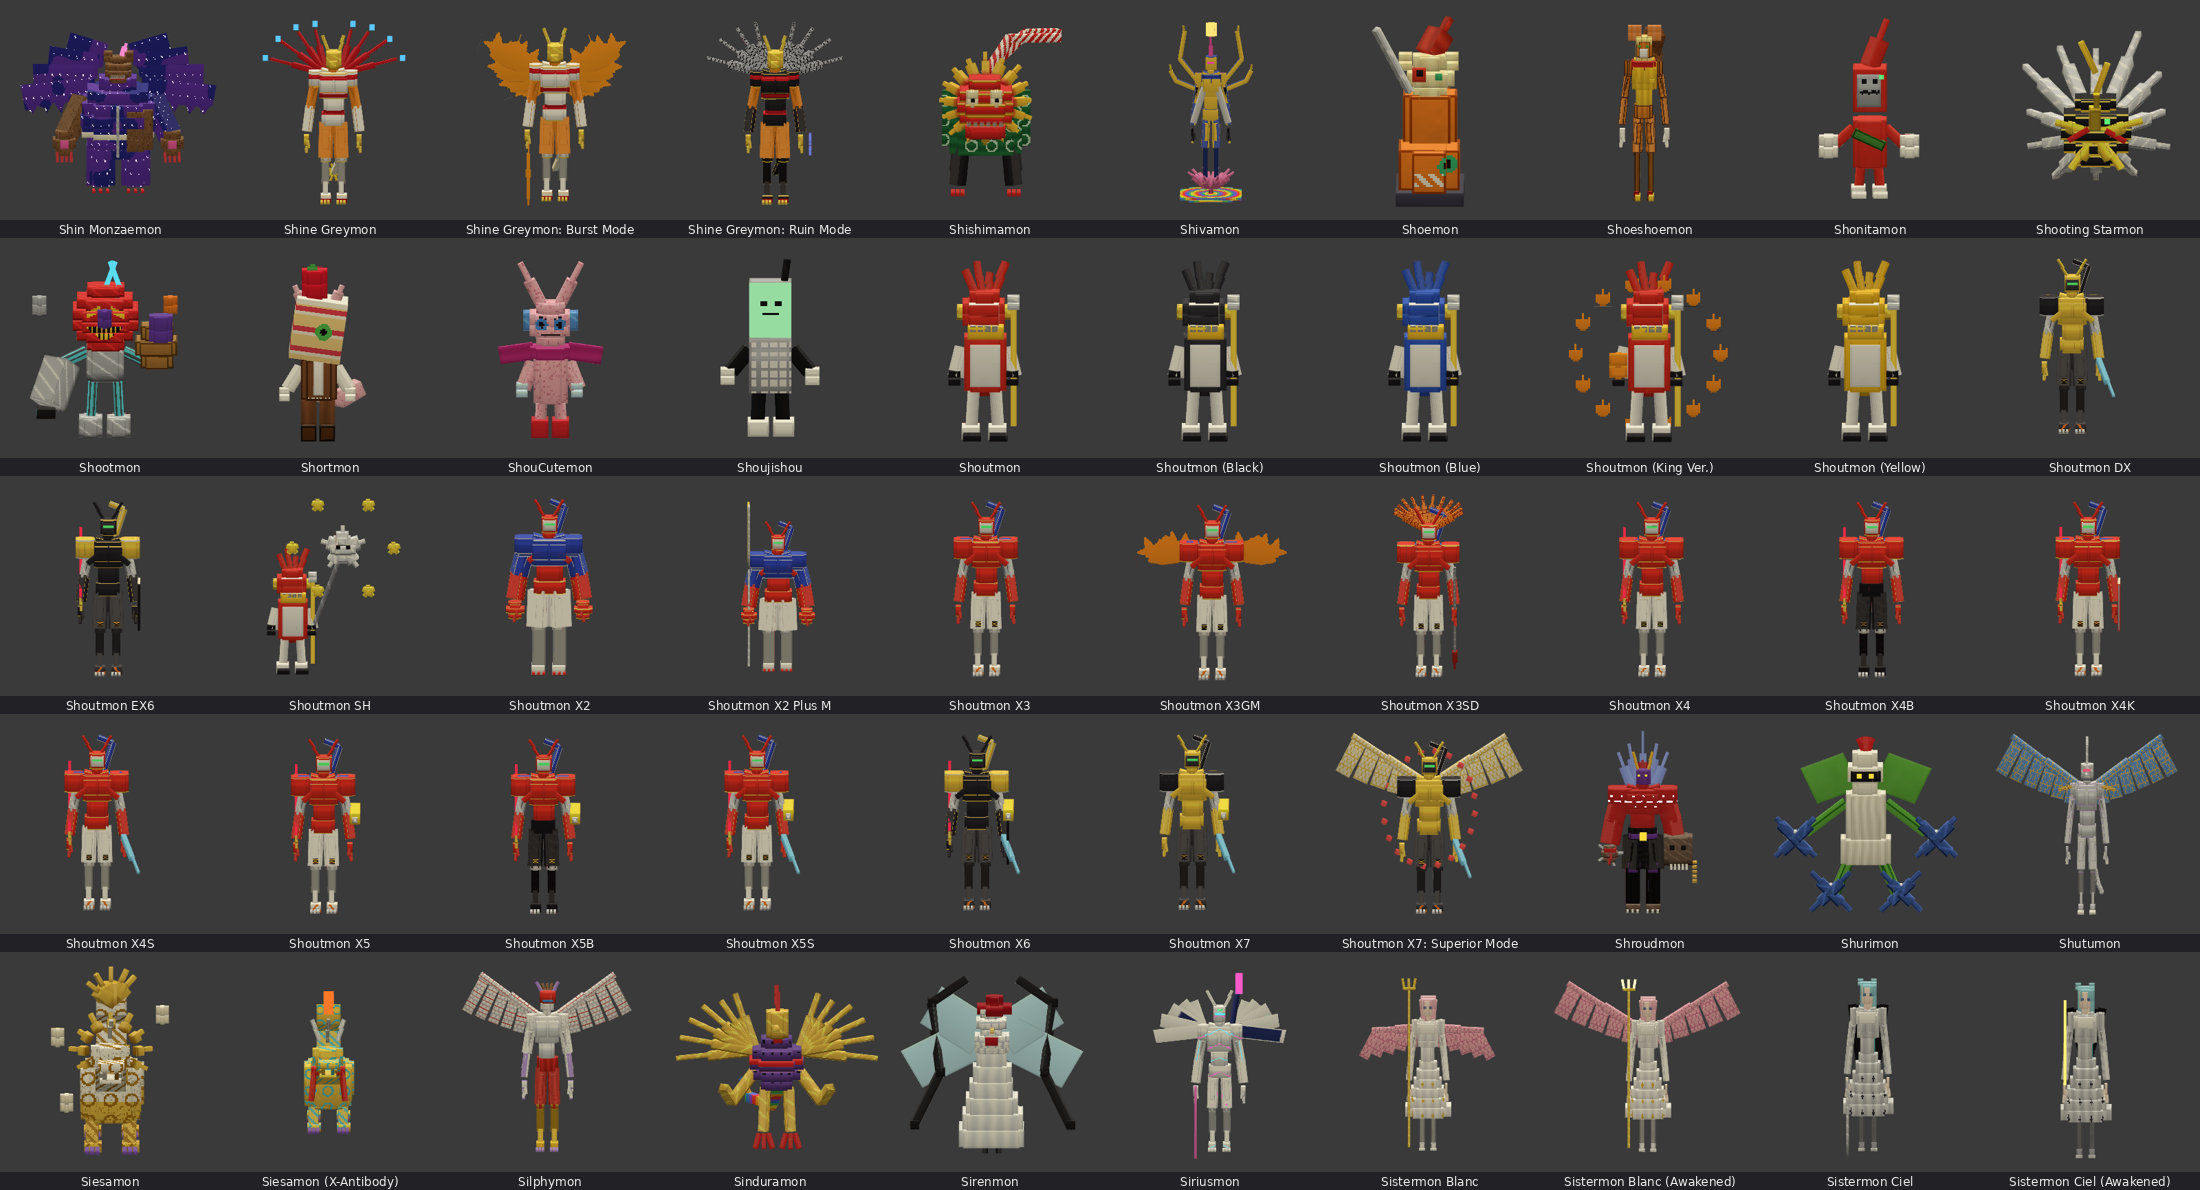 Shin Monzaemon
Shine Greymon
Shine Greymon: Burst Mode
Shine Greymon: Ruin Mode
Shishimamon
Shivamon
Shoemon
Shoeshoemon
Shonitamon
Shooting Starmon
Shootmon
Shortmon
ShouCutemon
Shoujishou
Shoutmon
Shoutmon (Black)
Shoutmon (Blue)
Shoutmon (King Ver.)
Shoutmon (Yellow)
Shoutmon DX
Shoutmon EX6
Shoutmon SH
Shoutmon X2
Shoutmon X2 Plus M
Shoutmon X3
Shoutmon X3GM
Shoutmon X3SD
Shoutmon X4
Shoutmon X4B
Shoutmon X4K
Shoutmon X4S
Shoutmon X5
Shoutmon X5B
Shoutmon X5S
Shoutmon X6
Shoutmon X7
Shoutmon X7: Superior Mode
Shroudmon
Shurimon
Shutumon
Siesamon
Siesamon (X-Antibody)
Silphymon
Sinduramon
Sirenmon
Siriusmon
Sistermon Blanc
Sistermon Blanc (Awakened)
Sistermon Ciel
Sistermon Ciel (Awakened)